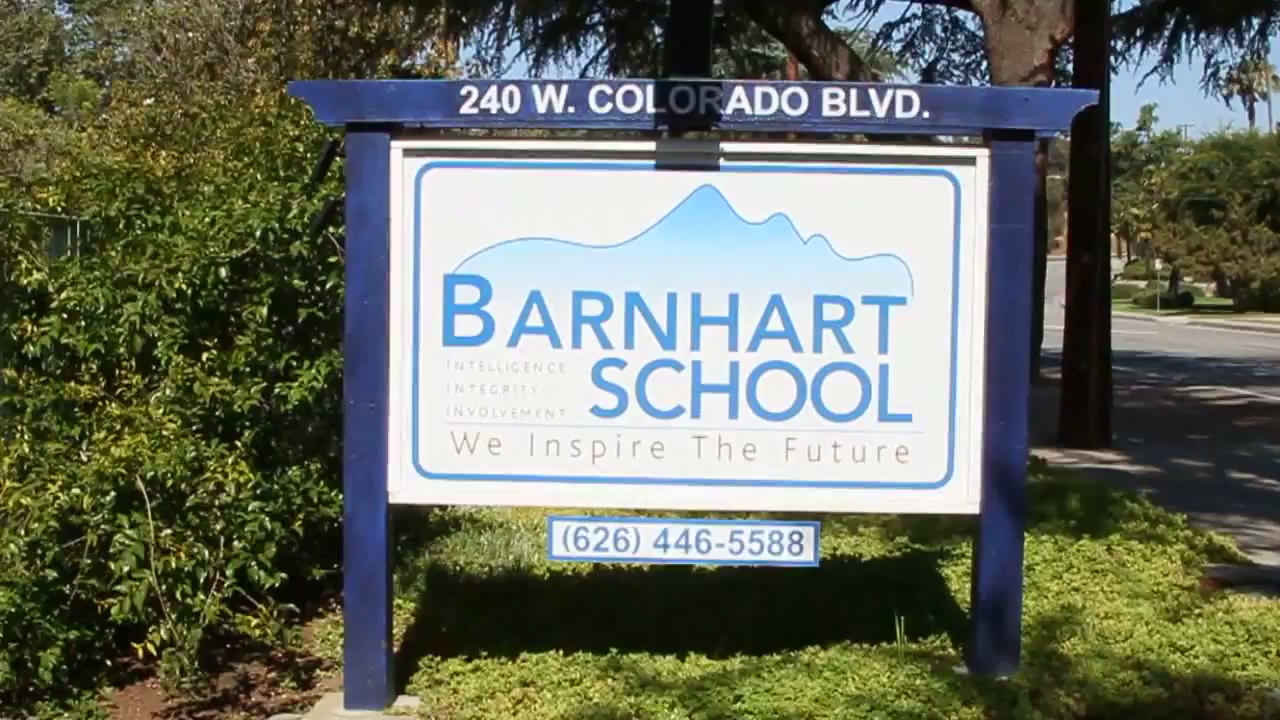 240 W. COLORADO BLVD.
BARNHART
INTELLIGENCE
INTEGRITY
INVOLVEMENT
SCHOOL
We Inspire The Future
(626) 446-5588